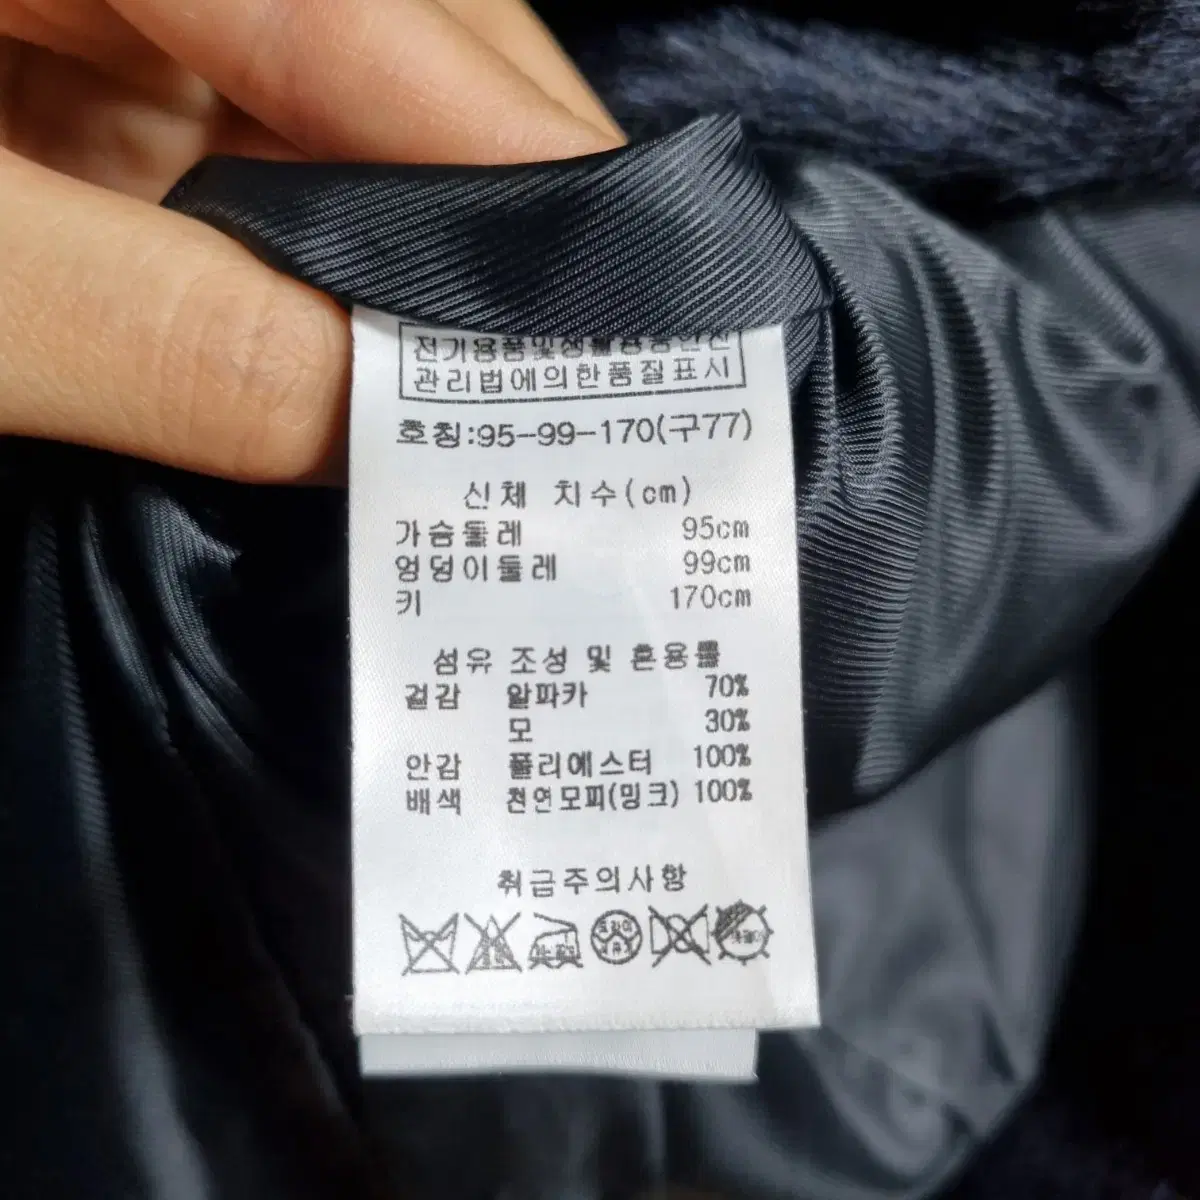 전기용품및생활용품안전
관리법에의한품질표시
호칭:95-99-170(구77)
신체 치수(cm)
가슴둘레 95cm
엉덩이둘레 99cm
키 170cm
섬유 조성 및 혼용률
겉감 알파카 70%
모 30%
안감 폴리에스터 100%
배색 천연모피(밍크) 100%
취급주의사항